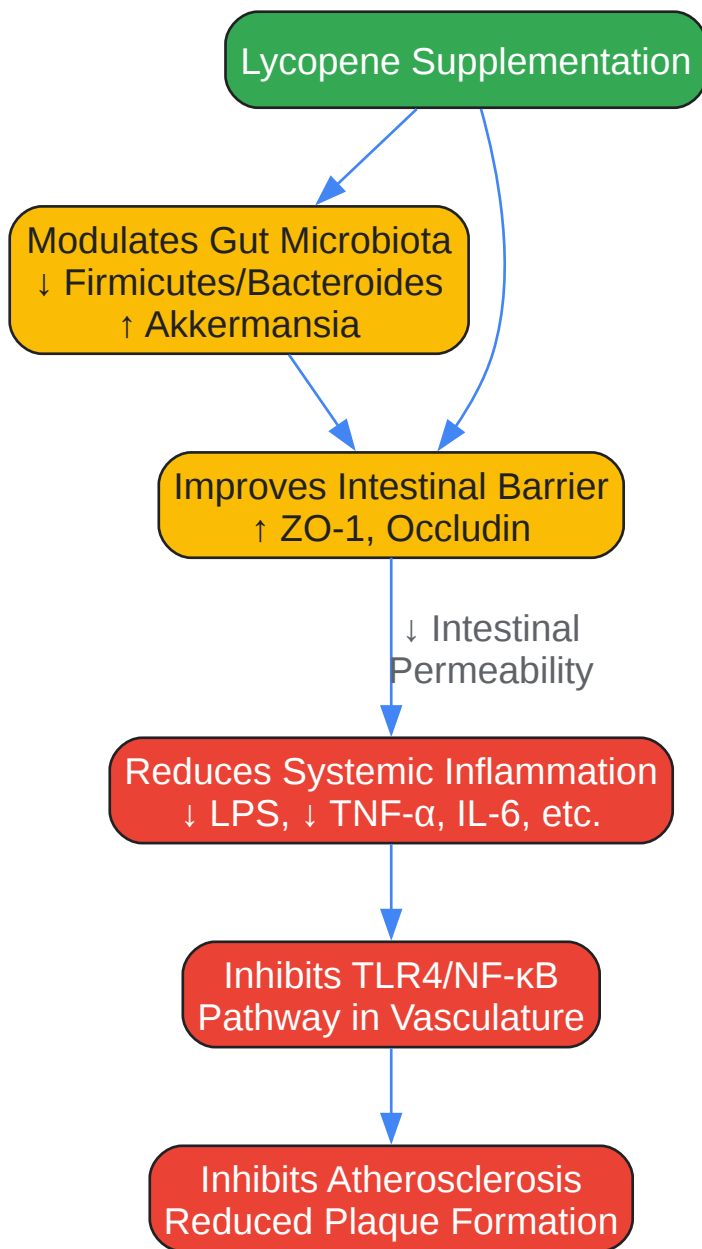 Lycopene Supplementation
Modulates Gut Microbiota
↓ Firmicutes/Bacteroides
↑ Akkermansia
Improves Intestinal Barrier
↑ ZO-1, Occludin
↓ Intestinal
Permeability
Reduces Systemic Inflammation
↓ LPS, ↓ TNF-α, IL-6, etc.
Inhibits TLR4/NF-κB
Pathway in Vasculature
Inhibits Atherosclerosis
Reduced Plaque Formation